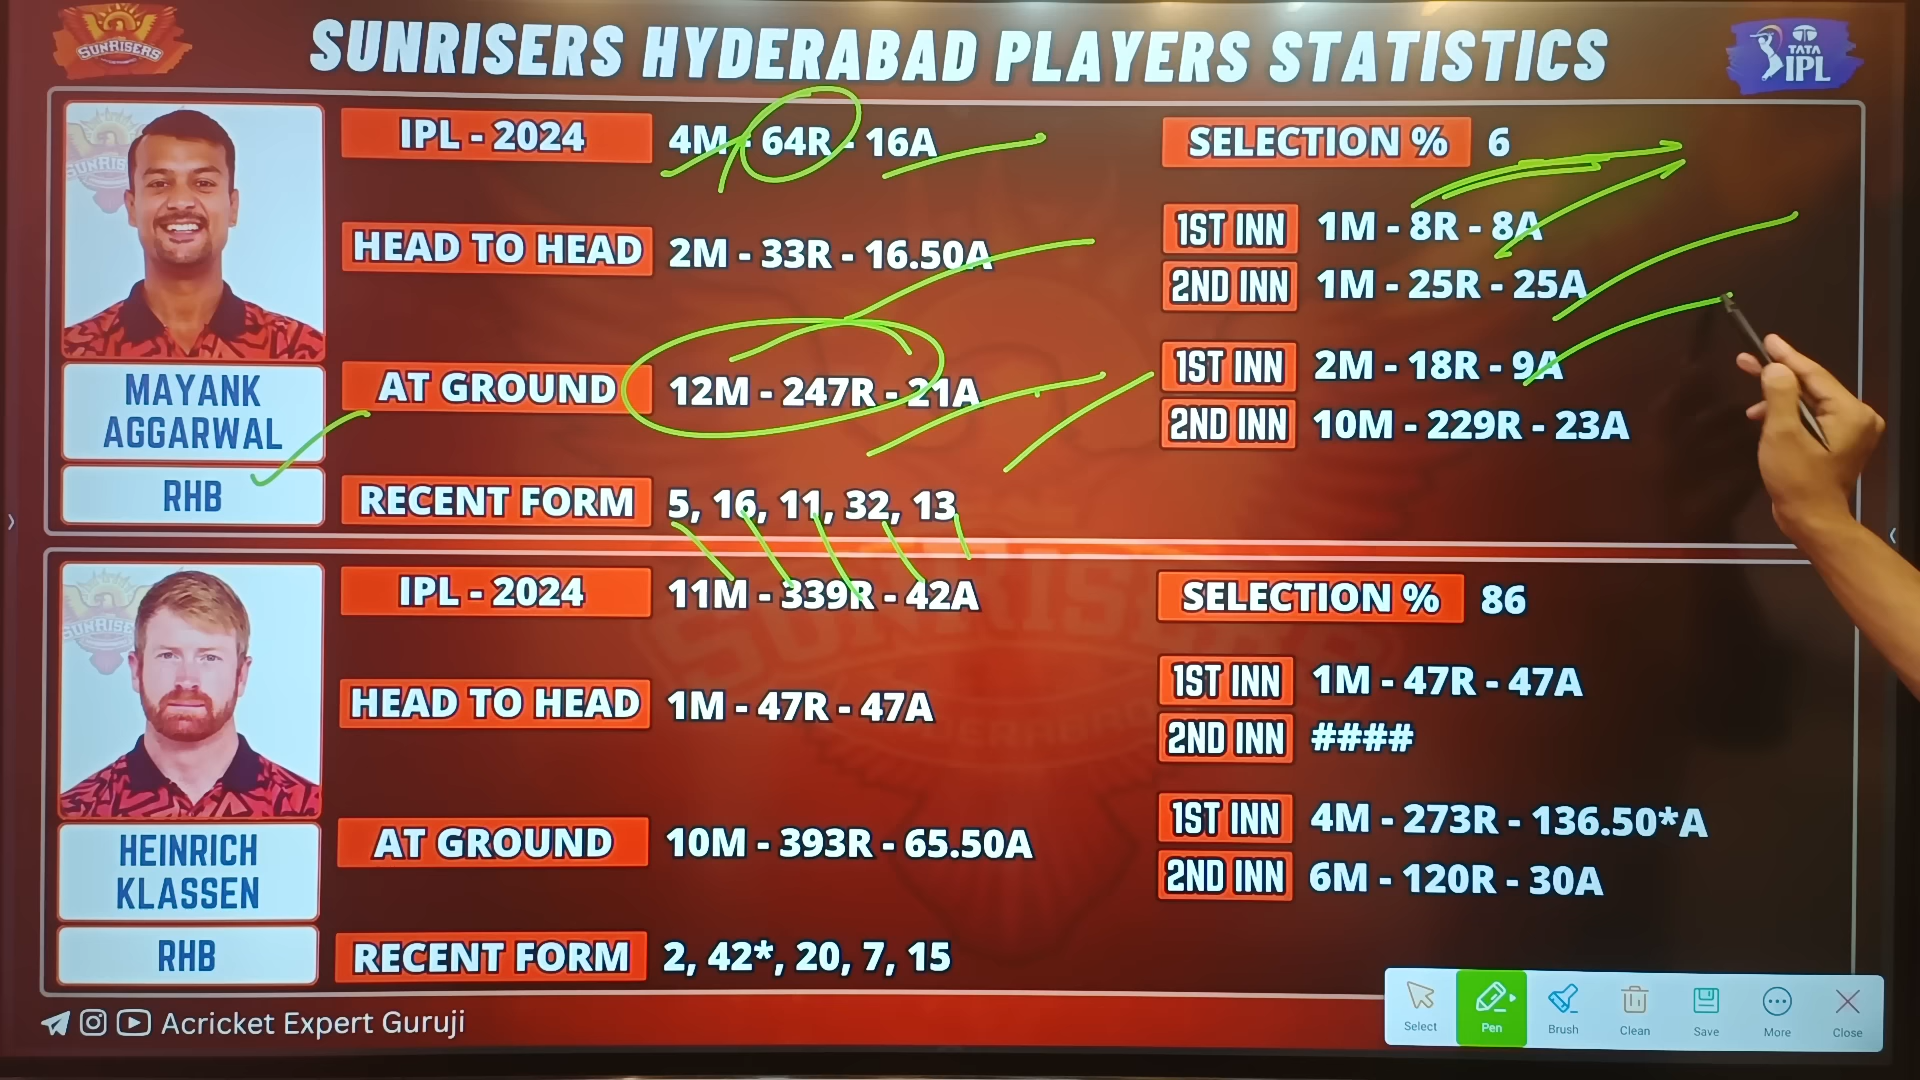 SUNRISERS
SUNRISERS HYDERABAD PLAYERS STATISTICS
TATA
IPL
IPL - 2024
4M - 64R - 16A
SELECTION % 6
HEAD TO HEAD
2M - 33R - 16.50A
1ST INN 1M - 8R - 8A
2ND INN 1M - 25R - 25A
AT GROUND
12M - 247R - 21A
1ST INN 2M - 18R - 9A
2ND INN 10M - 229R - 23A
MAYANK
AGGARWAL
RHB
RECENT FORM
5, 16, 11, 32, 13
IPL - 2024
11M - 339R - 42A
SELECTION % 86
HEAD TO HEAD
1M - 47R - 47A
1ST INN 1M - 47R - 47A
2ND INN ####
AT GROUND
10M - 393R - 65.50A
1ST INN 4M - 273R - 136.50*A
2ND INN 6M - 120R - 30A
HEINRICH
KLASSEN
RHB
RECENT FORM
2, 42*, 20, 7, 15
Acricket Expert Guruji
Select Pen Brush Clean Save More Close